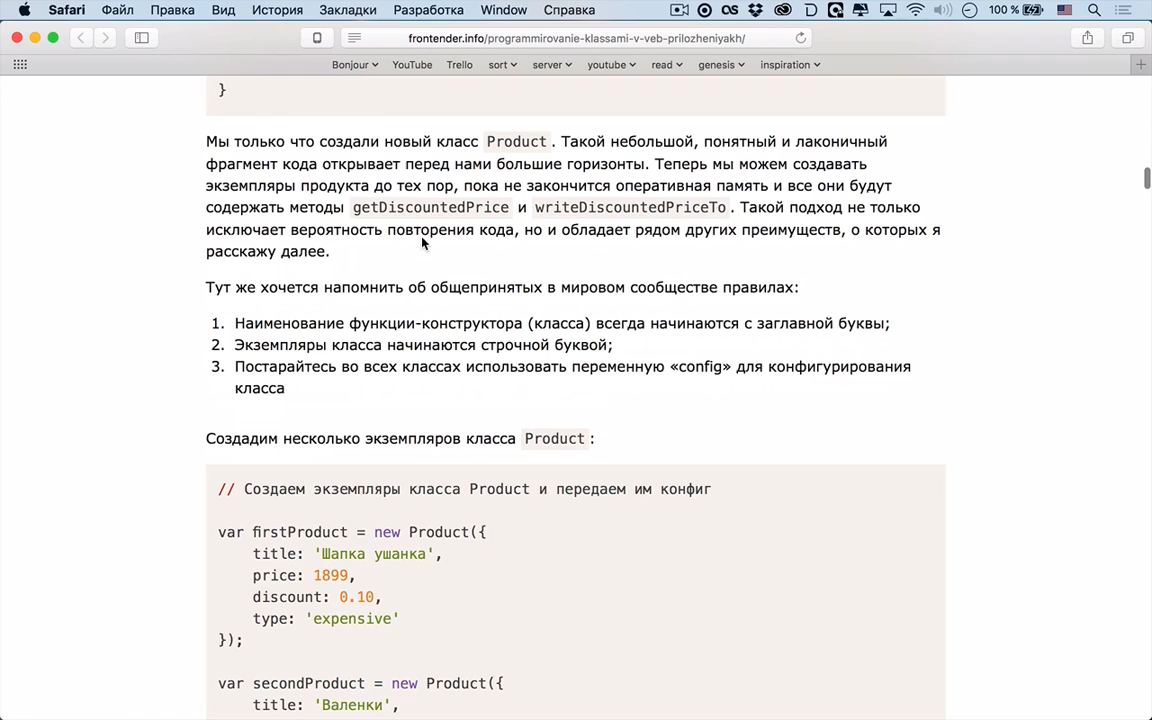 Safari Файл Правка Вид История Закладки Разработка Window Справка 100 %
frontender.info/programmirovanie-klassami-v-veb-prilozheniyakh/
Bonjour YouTube Trello sort server youtube read genesis inspiration
}
Мы только что создали новый класс Product. Такой небольшой, понятный и лаконичный
фрагмент кода открывает перед нами большие горизонты. Теперь мы можем создавать
экземпляры продукта до тех пор, пока не закончится оперативная память и все они будут
содержать методы getDiscountedPrice и writeDiscountedPriceTo. Такой подход не только
исключает вероятность повторения кода, но и обладает рядом других преимуществ, о которых я
расскажу далее.
Тут же хочется напомнить об общепринятых в мировом сообществе правилах:
1. Наименование функции-конструктора (класса) всегда начинаются с заглавной буквы;
2. Экземпляры класса начинаются строчной буквой;
3. Постарайтесь во всех классах использовать переменную «config» для конфигурирования
класса
Создадим несколько экземпляров класса Product:
// Создаем экземпляры класса Product и передаем им конфиг
var firstProduct = new Product({
title: 'Шапка ушанка',
price: 1899,
discount: 0.10,
type: 'expensive'
});
var secondProduct = new Product({
title: 'Валенки',